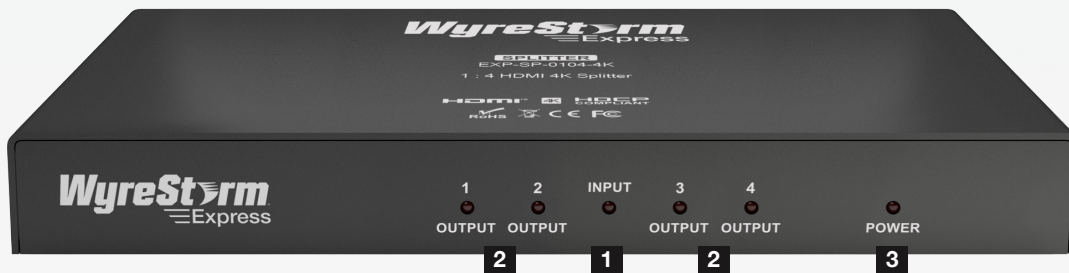 WyreStorm
Express
SPLITTER
EXP-SP-0104-4K
1 : 4 HDMI 4K Splitter
HDMI 4K HDCP
COMPLIANT
RoHS CE FC
WyreStorm
Express
1 2 INPUT 3 4
OUTPUT OUTPUT OUTPUT OUTPUT POWER
2 1 2 3